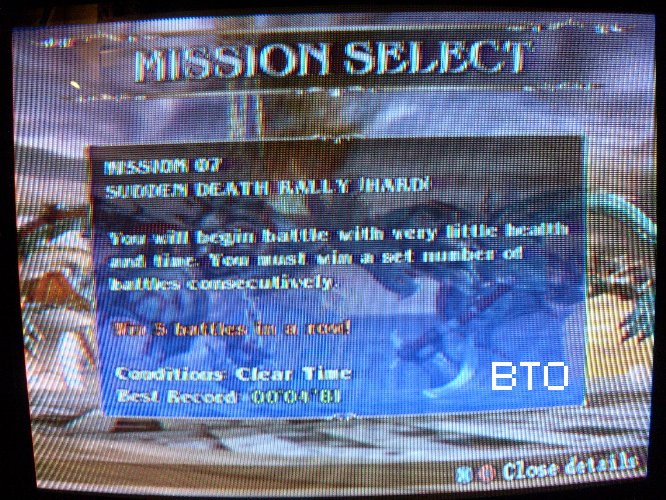 MISSION SELECT
MISSION 07
SUDDEN DEATH RALLY (HARD)
You will begin battle with very little health
and time. You must win a set number of
battles consecutively.
Win 5 battles in a row!
Conditions: Clear Time
Best Record 00'04"81
BTO
Close details